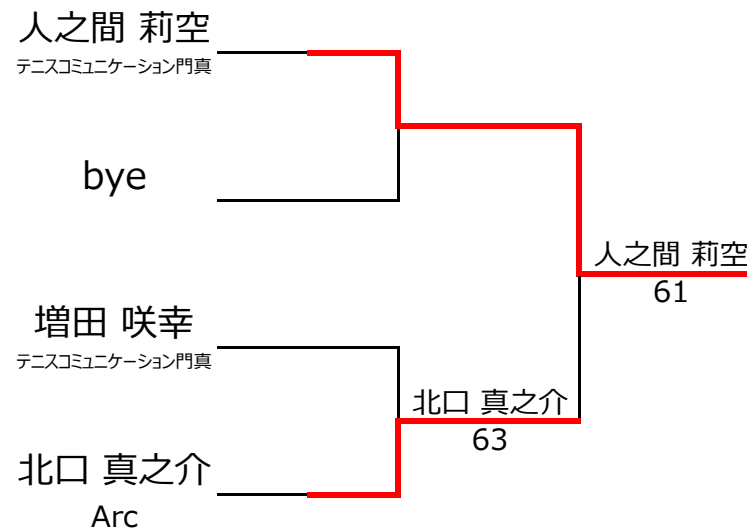 人之間 莉空
テニスコミュニケーション門真
bye
増田 咲幸
テニスコミュニケーション門真
北口 真之介
Arc
北口 真之介
63
人之間 莉空
61